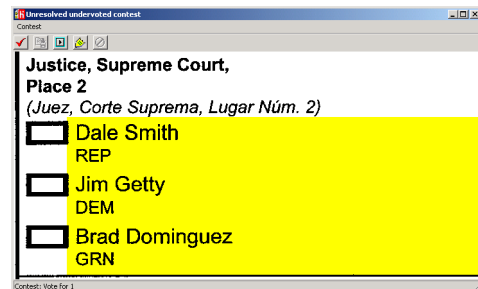 Unresolved undervoted contest
Contest
Justice, Supreme Court,
Place 2
(Juez, Corte Suprema, Lugar Núm. 2)
Dale Smith
REP
Jim Getty
DEM
Brad Dominguez
GRN
Contest: Vote for 1